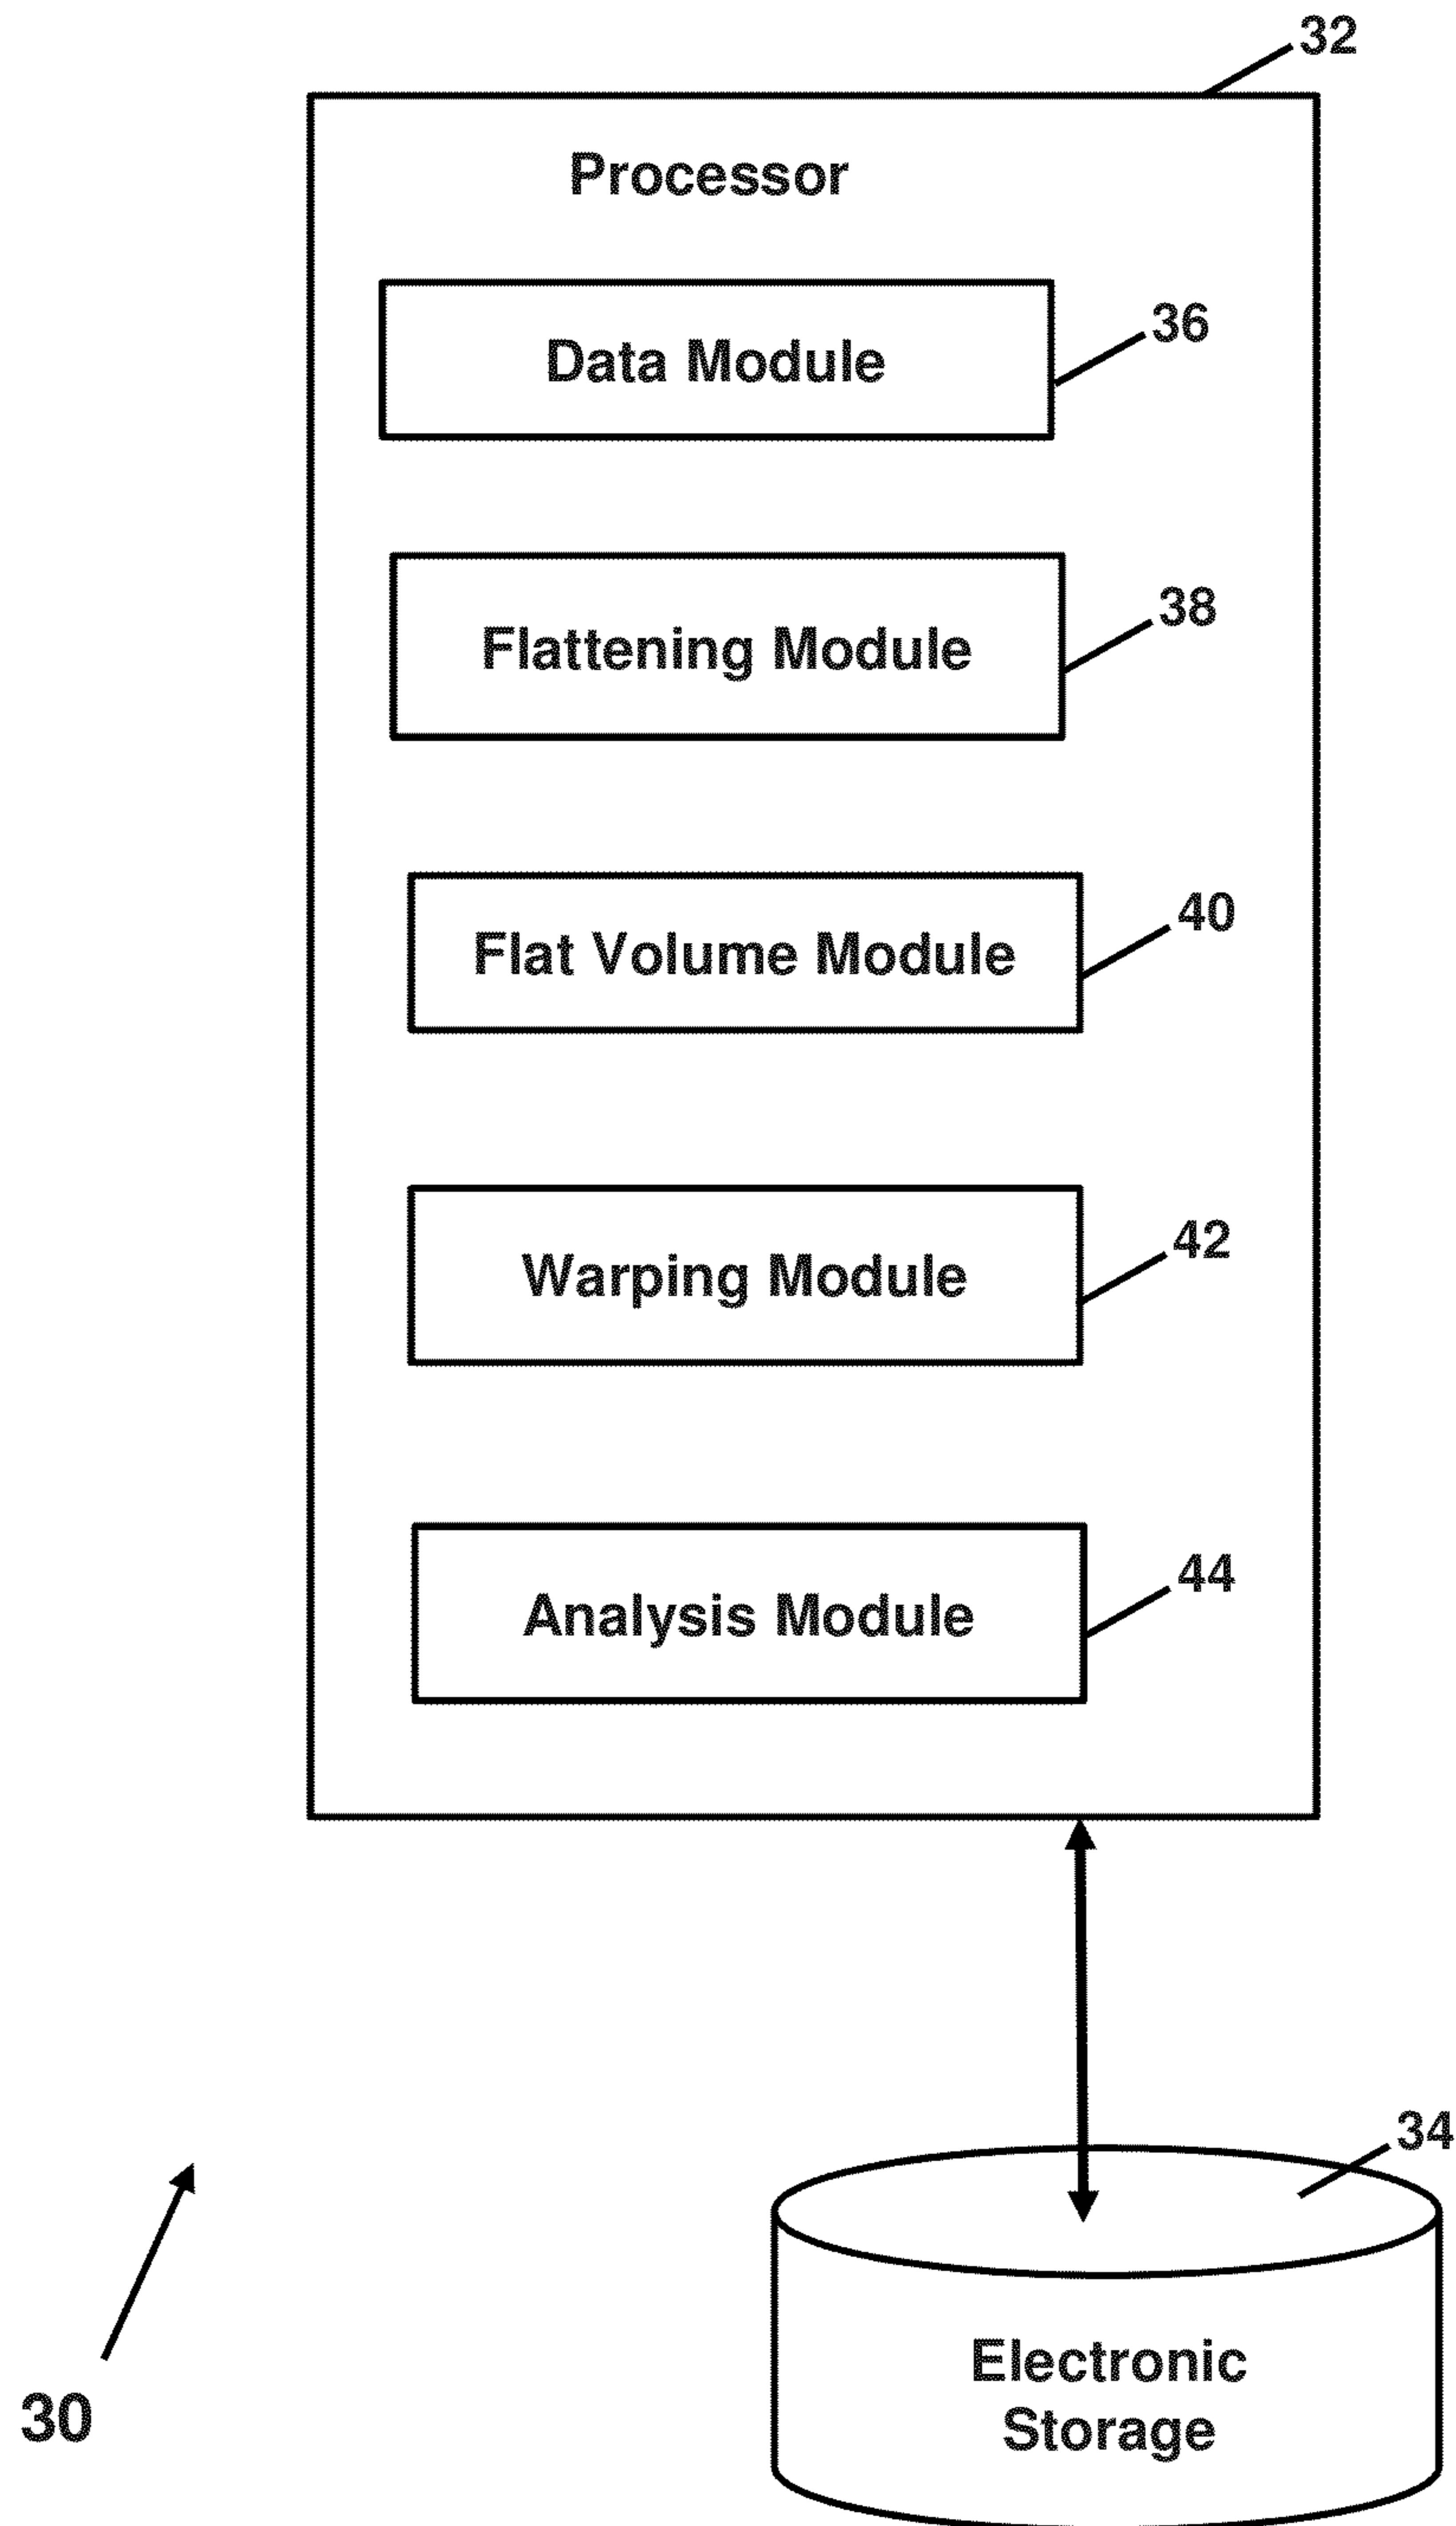 32
Processor
36
Data Module
38
Flattening Module
40
Flat Volume Module
42
Warping Module
44
Analysis Module
34
Electronic
Storage
30